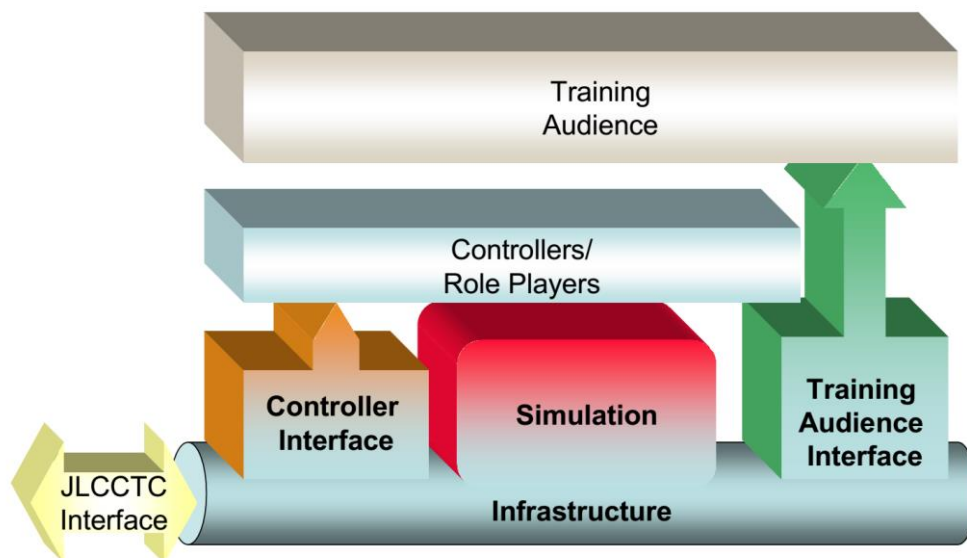 Training
Audience
Controllers/
Role Players
Controller
Interface
Simulation
Training
Audience
Interface
JLCCTC
Interface
Infrastructure